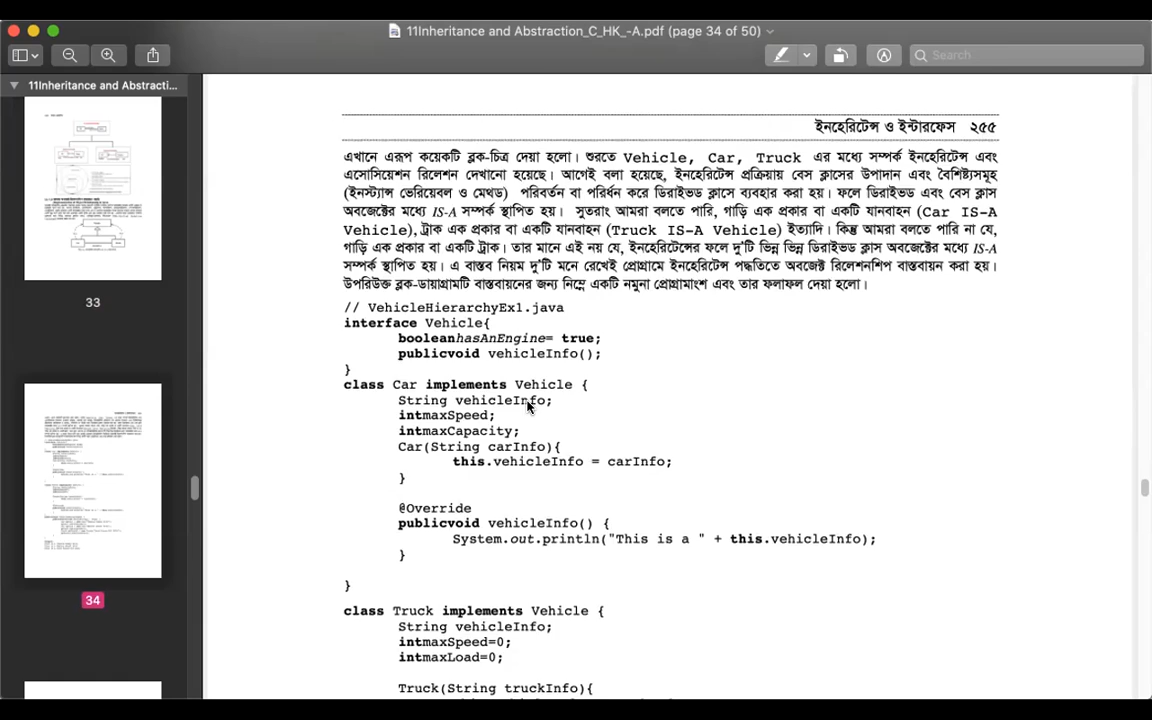 11Inheritance and Abstraction_C_HK_-A.pdf (page 34 of 50)
Search
11Inheritance and Abstracti...
33
34
ইনহেরিটেন্স ও ইন্টারফেস ২৫৫
এখানে এরূপ কয়েকটি ব্লক-চিত্র দেয়া হলো। শুরতে Vehicle, Car, Truck এর মধ্যে সম্পর্ক ইনহেরিটেন্স এবং
এসোসিয়েশন রিলেশন দেখানো হয়েছে। আগেই বলা হয়েছে, ইনহেরিটেন্স প্রক্রিয়ায় বেস ক্লাসের উপাদান এবং বৈশিষ্ট্যসমূহ
(ইনস্ট্যান্স ভেরিয়েবল ও মেথড) পরিবর্তন বা পরির্ধন করে ডিরাইভড ক্লাসে ব্যবহার করা হয়। ফলে ডিরাইভড এবং বেস ক্লাস
অবজেক্টের মধ্যে IS-A সম্পর্ক স্থাপিত হয়। সুতরাং আমরা বলতে পারি, গাড়ি এক প্রকার বা একটি যানবাহন (Car IS-A
Vehicle), ট্রাক এক প্রকার বা একটি যানবাহন (Truck IS-A Vehicle) ইত্যাদি। কিন্তু আমরা বলতে পারি না যে,
গাড়ি এক প্রকার বা একটি ট্রাক। তার মানে এই নয় যে, ইনহেরিটেন্সের ফলে দু'টি ভিন্ন ভিন্ন ডিরাইভড ক্লাস অবজেক্টের মধ্যে IS-A
সম্পর্ক স্থাপিত হয়। এ বাস্তব নিয়ম দু'টি মনে রেখেই প্রোগ্রামে ইনহেরিটেন্স পদ্ধতিতে অবজেক্ট রিলেশনশিপ বাস্তবায়ন করা হয়।
উপরিউক্ত ব্লক-ডায়াগ্রামটি বাস্তবায়নের জন্য নিম্নে একটি নমুনা প্রোগ্রামাংশ এবং তার ফলাফল দেয়া হলো।
// VehicleHierarchyEx1.java
interface Vehicle{
booleanhasAnEngine= true;
publicvoid vehicleInfo();
}
class Car implements Vehicle {
String vehicleInfo;
intmaxSpeed;
intmaxCapacity;
Car(String carInfo){
this.vehicleInfo = carInfo;
}
@Override
publicvoid vehicleInfo() {
System.out.println("This is a " + this.vehicleInfo);
}
}
class Truck implements Vehicle {
String vehicleInfo;
intmaxSpeed=0;
intmaxLoad=0;
Truck(String truckInfo){